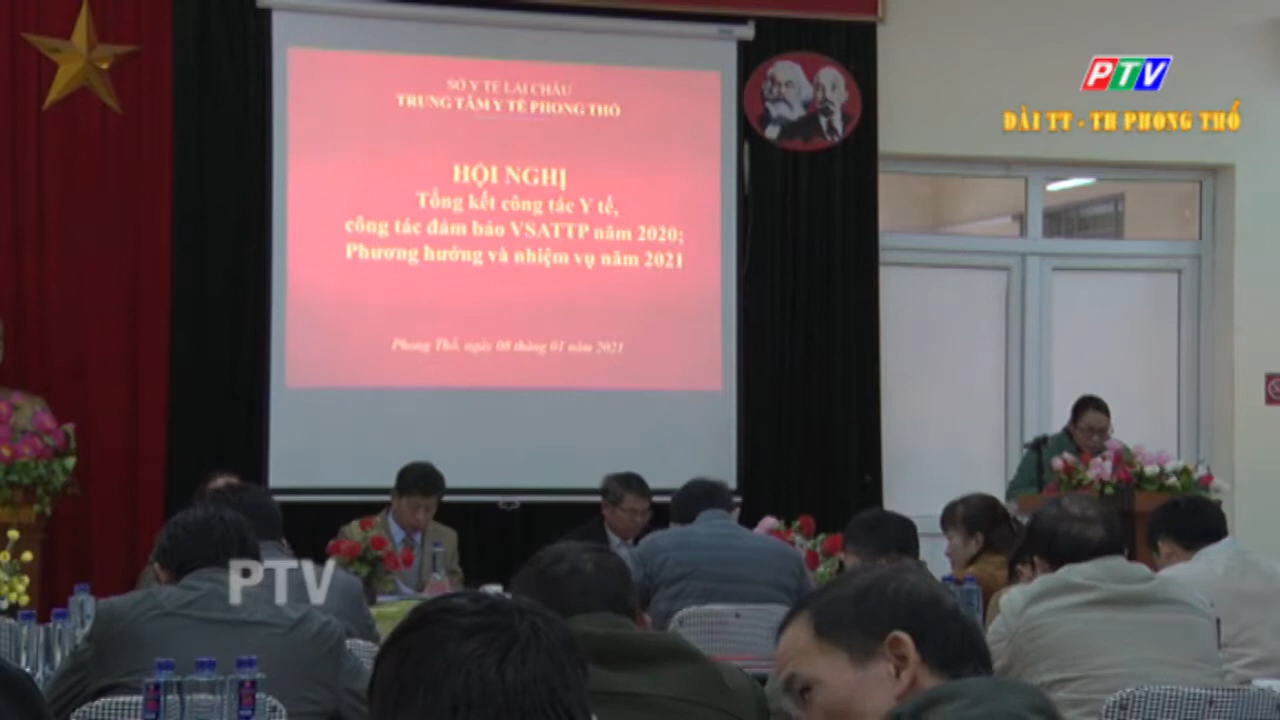 PTV
ĐÀI TT - TH PHONG THỔ
SỞ Y TẾ LAI CHÂU
TRUNG TÂM Y TẾ PHONG THỔ
HỘI NGHỊ
Tổng kết công tác Y tế,
công tác đảm bảo VSATTP năm 2020;
Phương hướng và nhiệm vụ năm 2021
Phong Thổ, ngày 08 tháng 01 năm 2021
PTV